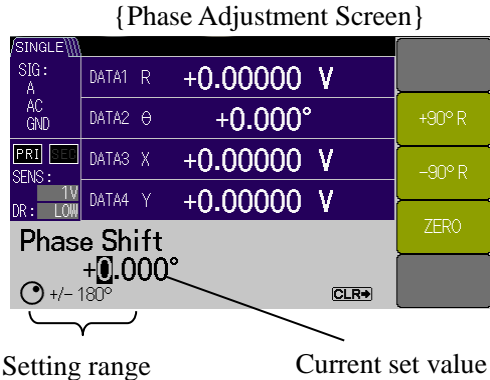 {Phase Adjustment Screen}
SINGLE
SIG:
A
AC
GND
PRI SEC
SENS:
1V
DR: LOW
DATA1 R +0.00000 V
DATA2 θ +0.000°
DATA3 X +0.00000 V
DATA4 Y +0.00000 V
+90° R
−90° R
ZERO
Phase Shift
+0.000°
+/− 180°
CLR➔
Setting range
Current set value